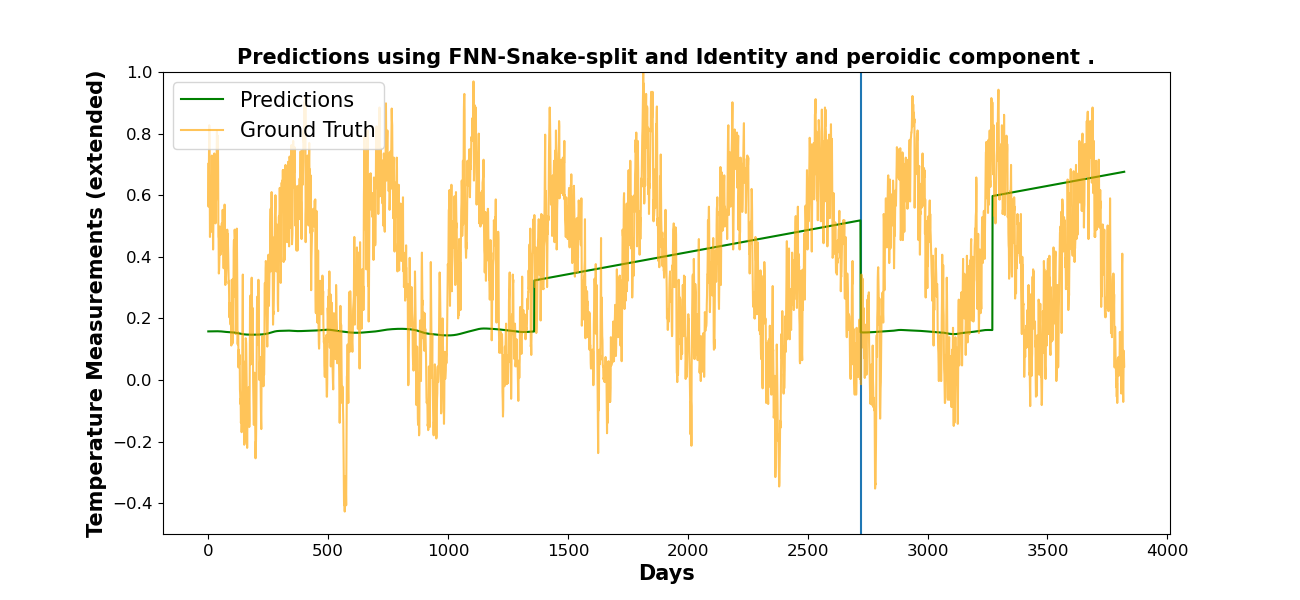 Predictions using FNN-Snake-split and Identity and peroidic component .
Temperature Measurements (extended)
1.0
0.8
0.6
0.4
0.2
0.0
−0.2
−0.4
Predictions
Ground Truth
0 500 1000 1500 2000 2500 3000 3500 4000
Days